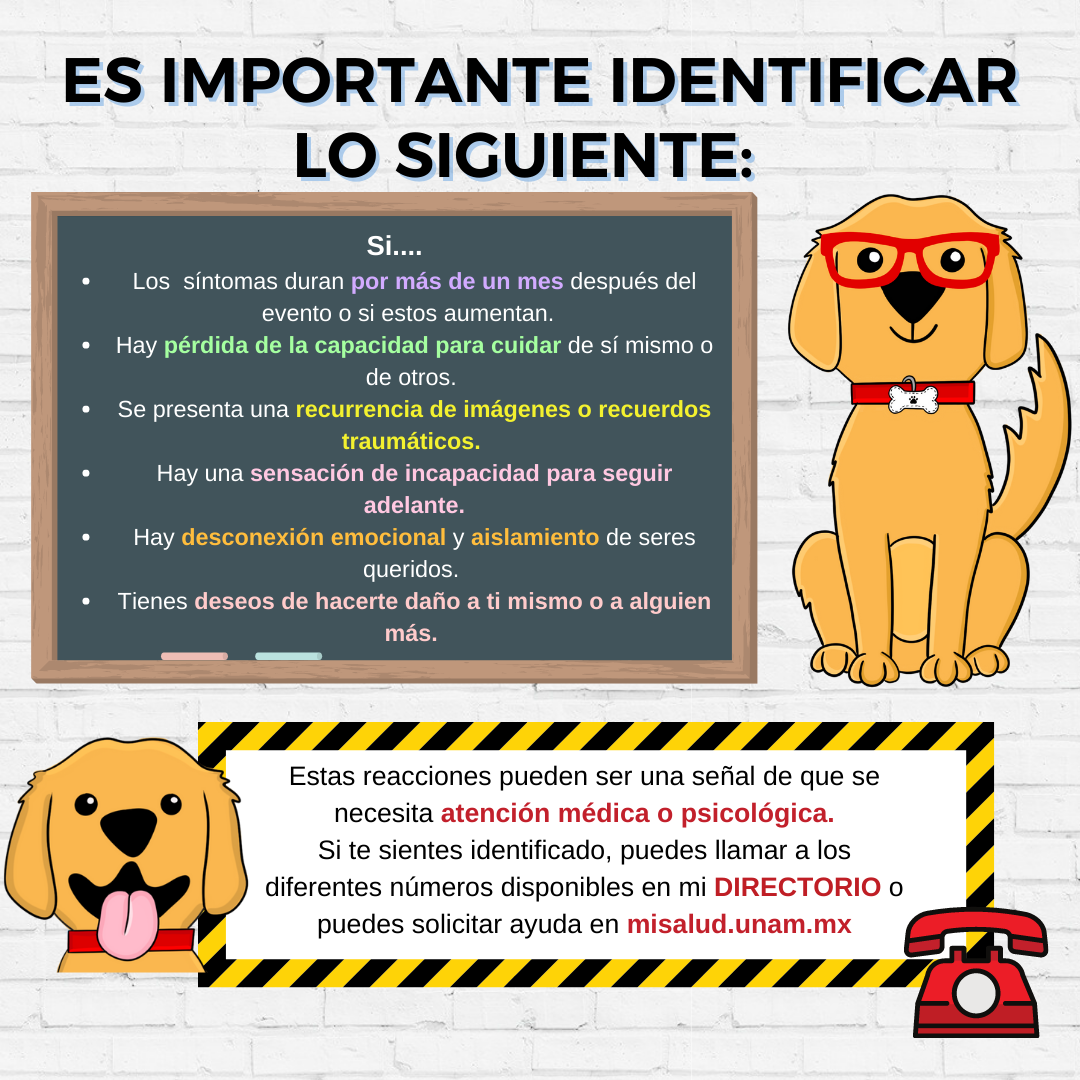 ES IMPORTANTE IDENTIFICAR
LO SIGUIENTE:
Si....
• Los síntomas duran por más de un mes después del
evento o si estos aumentan.
• Hay pérdida de la capacidad para cuidar de sí mismo o
de otros.
• Se presenta una recurrencia de imágenes o recuerdos
traumáticos.
• Hay una sensación de incapacidad para seguir
adelante.
• Hay desconexión emocional y aislamiento de seres
queridos.
• Tienes deseos de hacerte daño a ti mismo o a alguien
más.
Estas reacciones pueden ser una señal de que se
necesita atención médica o psicológica.
Si te sientes identificado, puedes llamar a los
diferentes números disponibles en mi DIRECTORIO o
puedes solicitar ayuda en misalud.unam.mx